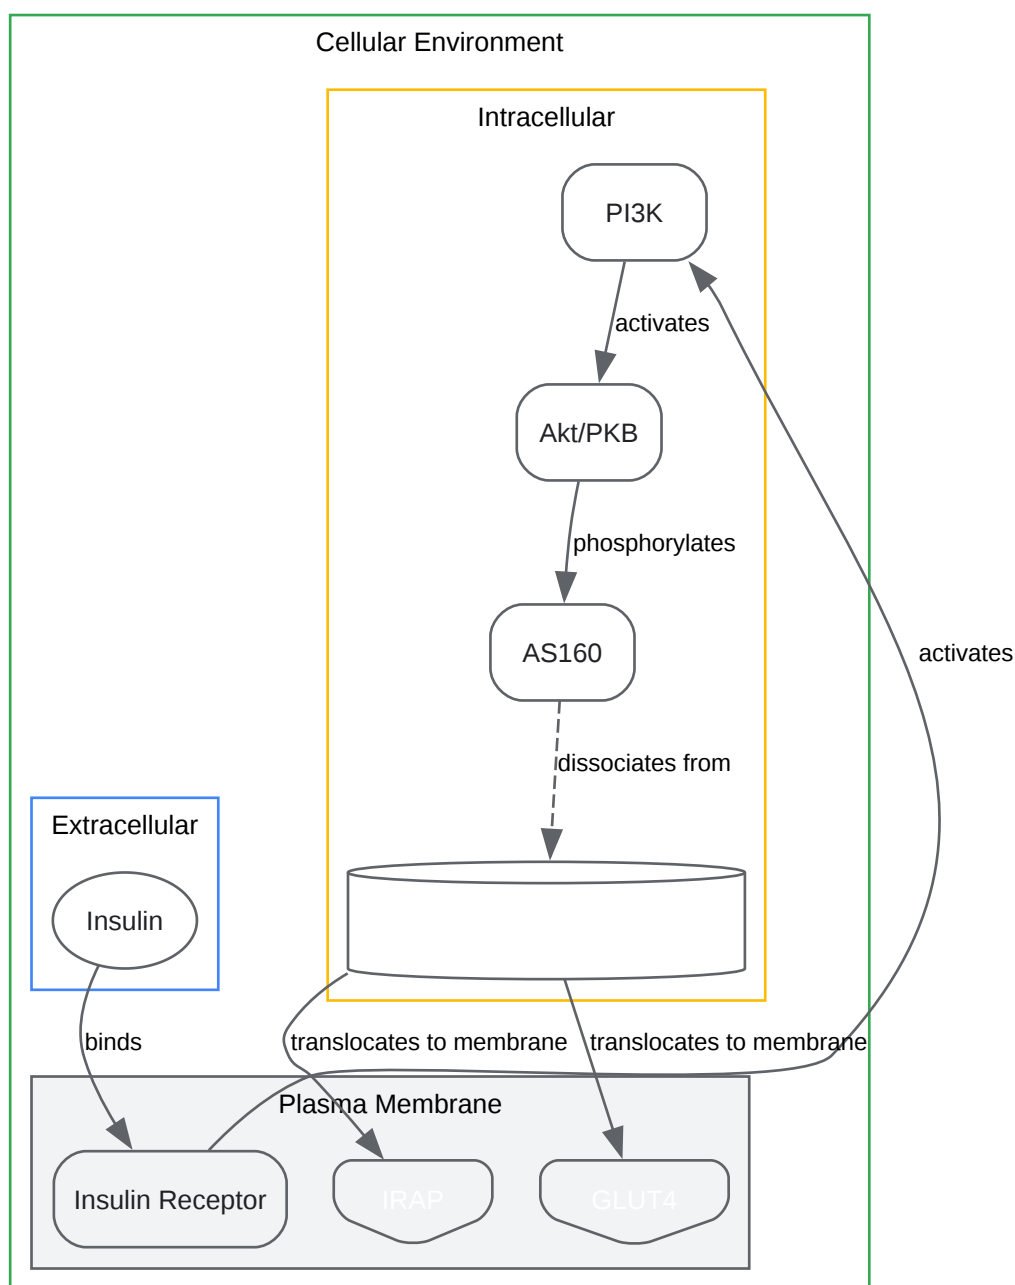 Cellular Environment
Intracellular
PI3K
activates
Akt/PKB
phosphorylates
AS160
activates
dissociates from
Extracellular
Insulin
binds
translocates to membrane
translocates to membrane
Plasma Membrane
Insulin Receptor
IRAP
GLUT4